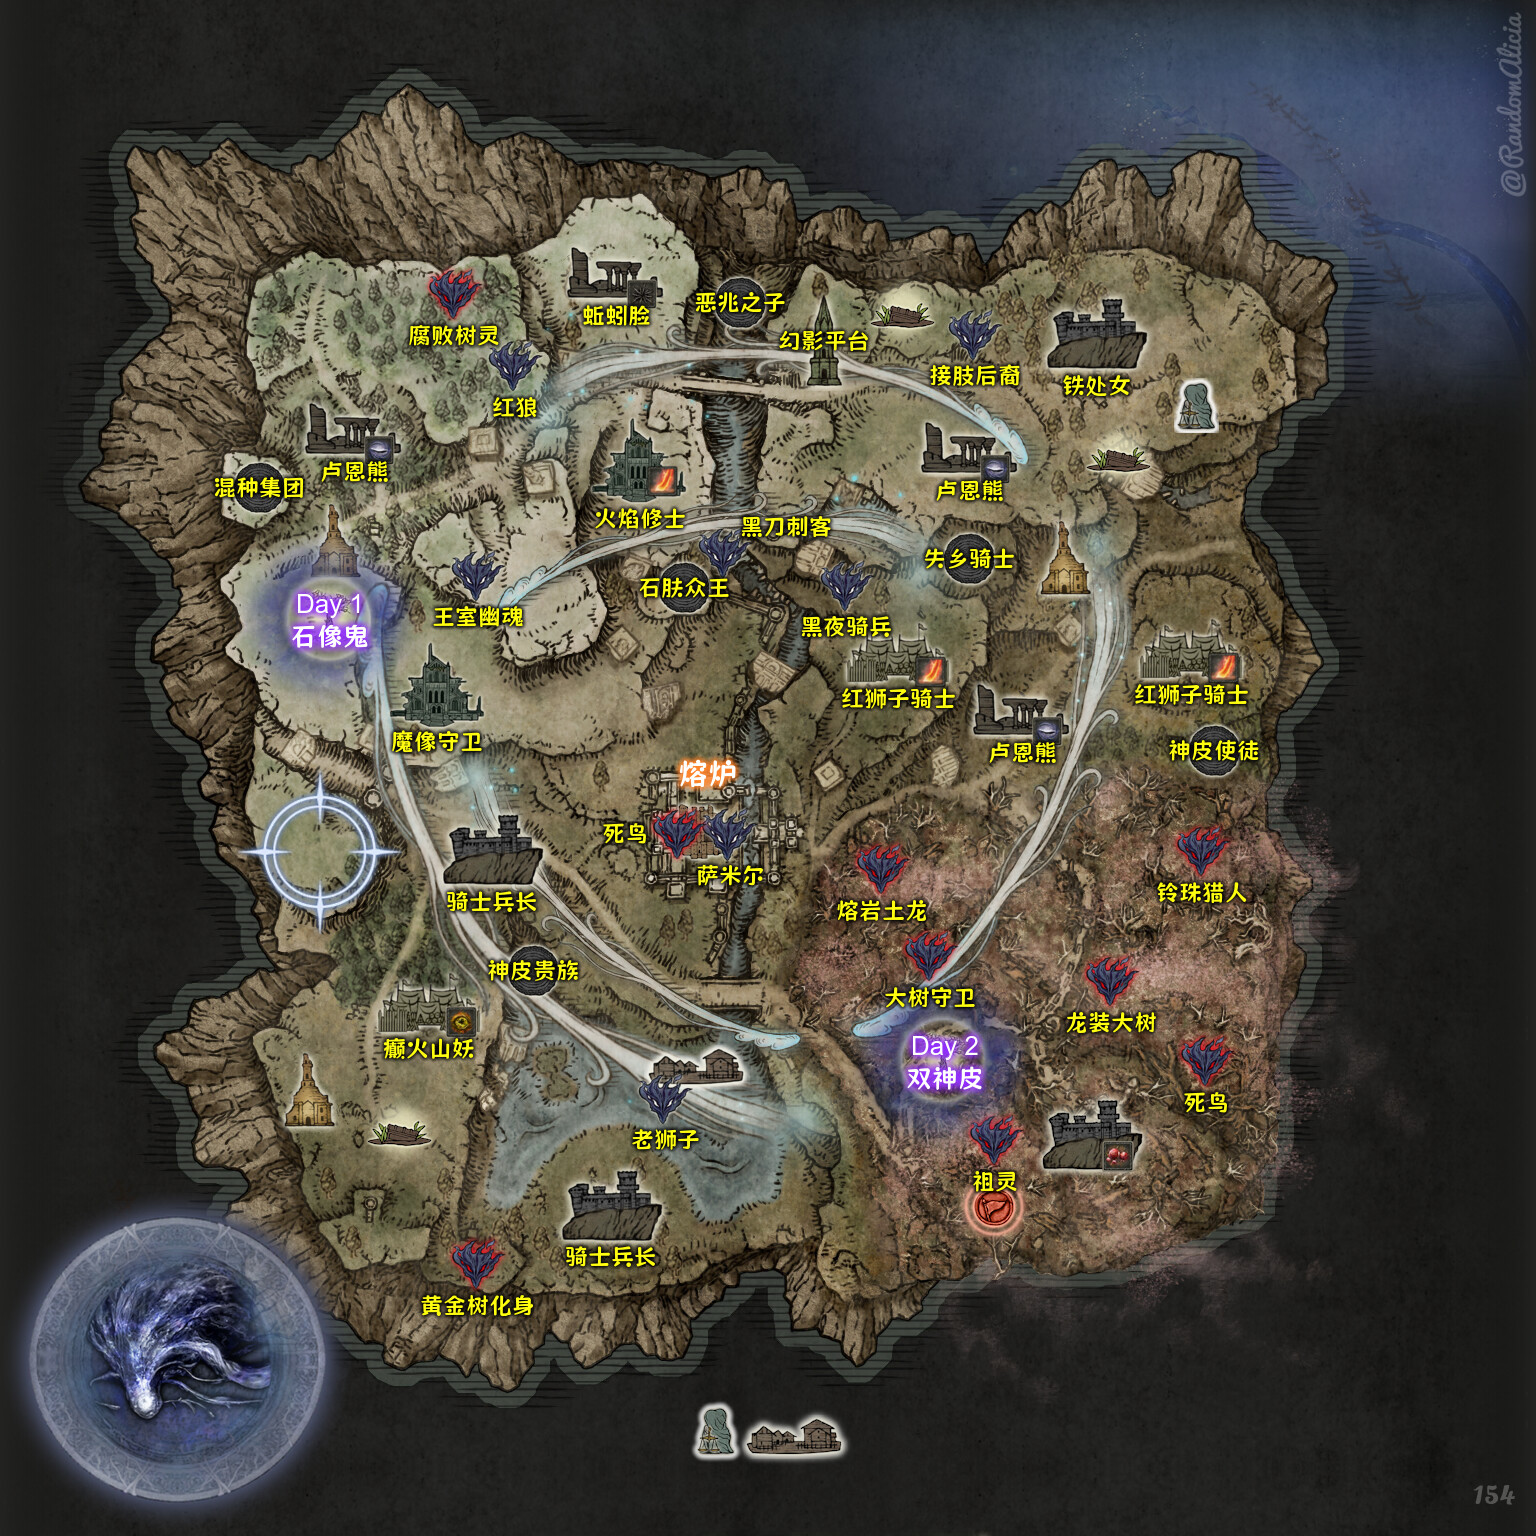 @RandomAlicia
蚯蚓脸
恶兆之子
腐败树灵
幻影平台
接肢后裔
铁处女
红狼
卢恩熊
混种集团
卢恩熊
火焰修士
黑刀刺客
失乡骑士
石肤众王
Day 1
石像鬼
王室幽魂
黑夜骑兵
红狮子骑士
红狮子骑士
魔像守卫
卢恩熊
神皮使徒
熔炉
死鸟
萨米尔
骑士兵长
熔岩土龙
铃珠猎人
神皮贵族
大树守卫
龙装大树
癫火山妖
Day 2
双神皮
死鸟
老狮子
祖灵
骑士兵长
黄金树化身
154